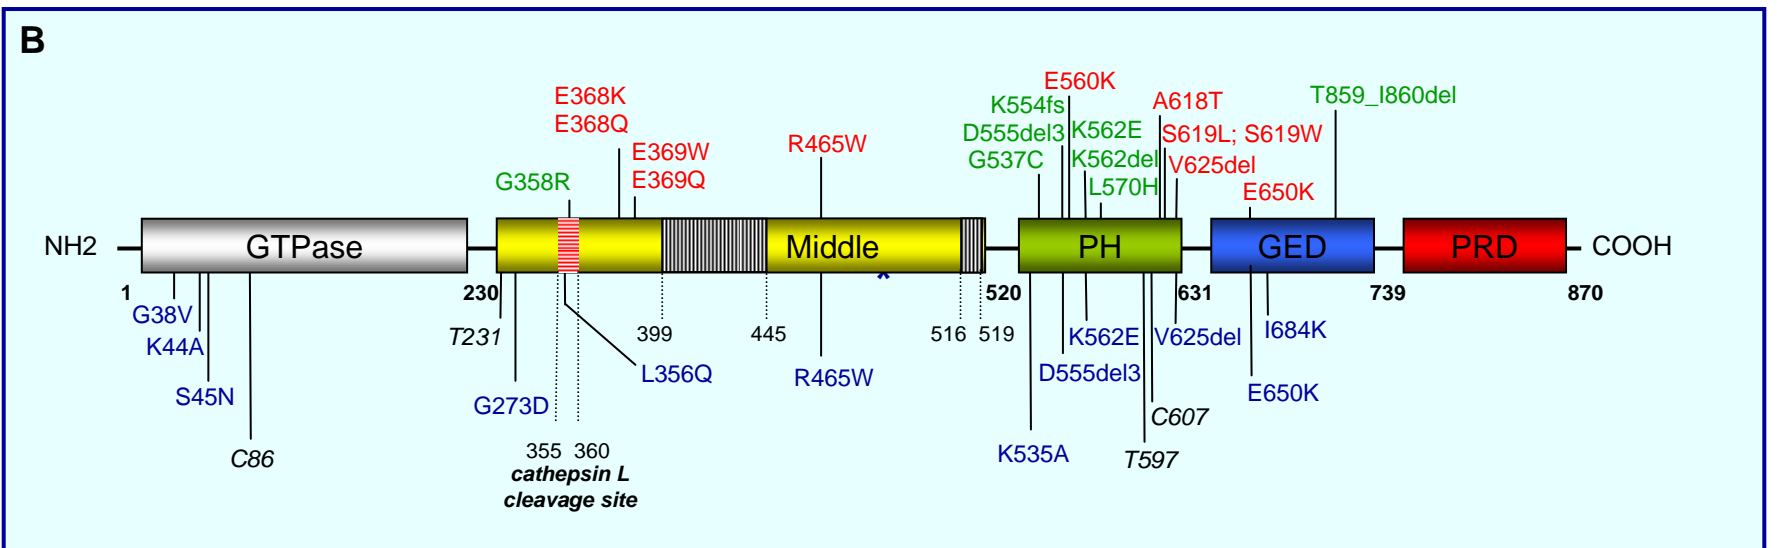 B
E560K
E368K
K554fs
A618T
T859_I860del
E368Q
D555del3
K562E
S619L; S619W
R465W
E369W
G537C
K562del
V625del
G358R
E369Q
L570H
E650K
NH2
GTPase
Middle
PH
GED
PRD
COOH
*
1
230
520
631
739
870
G38V
T231
399
445
516
519
K562E
V625del
I684K
K44A
L356Q
R465W
D555del3
S45N
G273D
E650K
C607
C86
355
360
K535A
T597
cathepsin L
cleavage site